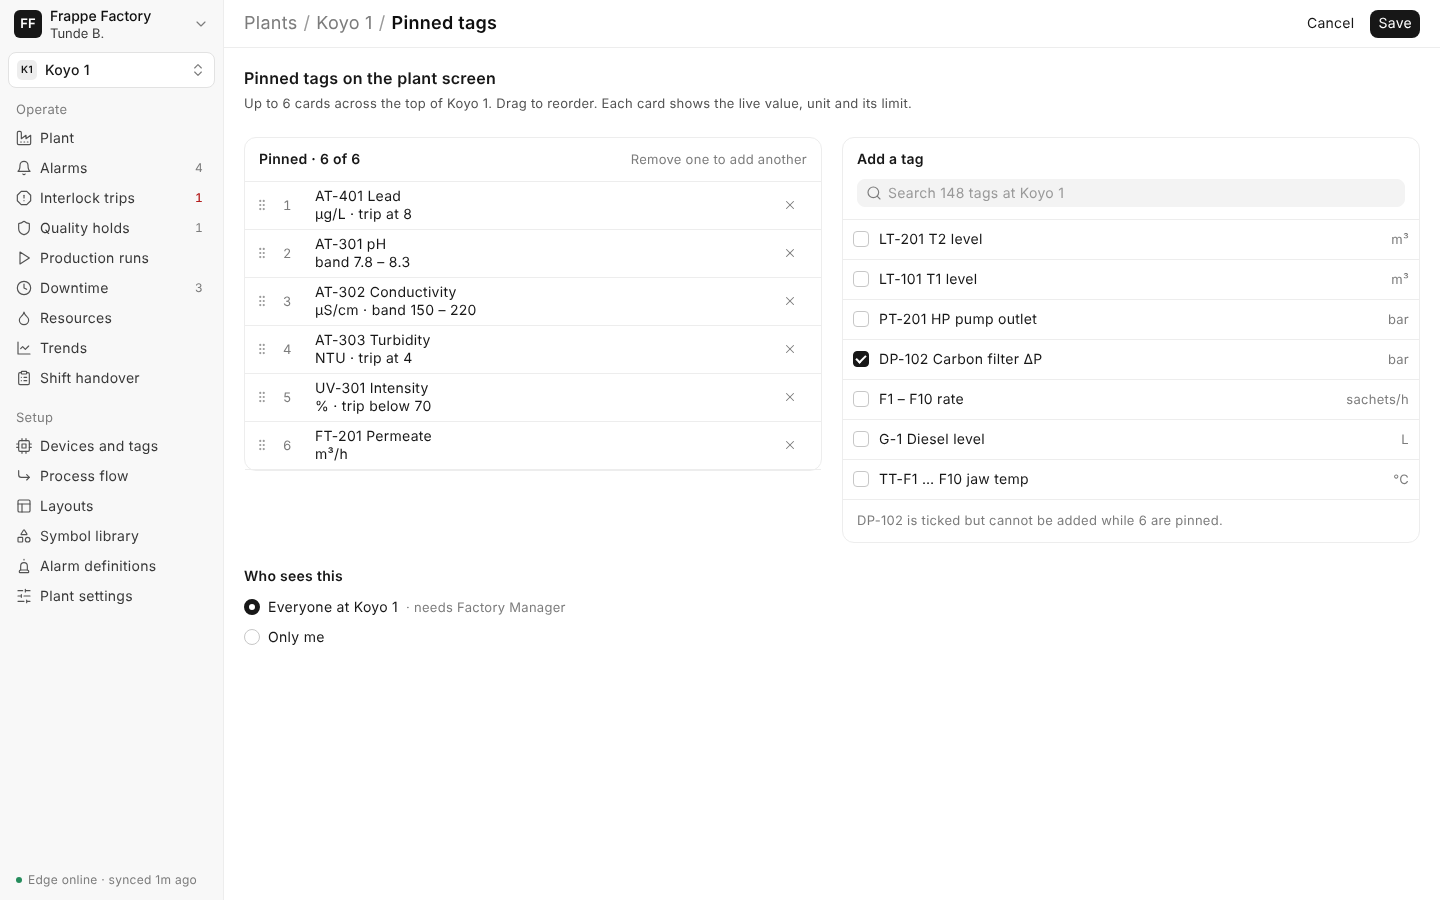 FF
Frappe Factory
Tunde B.
K1
Koyo 1
Operate
Plant
Alarms 4
Interlock trips 1
Quality holds 1
Production runs
Downtime 3
Resources
Trends
Shift handover
Setup
Devices and tags
Process flow
Layouts
Symbol library
Alarm definitions
Plant settings
Edge online · synced 1m ago
Plants / Koyo 1 / Pinned tags
Cancel
Save
Pinned tags on the plant screen
Up to 6 cards across the top of Koyo 1. Drag to reorder. Each card shows the live value, unit and its limit.
Pinned · 6 of 6
Remove one to add another
1 AT-401 Lead
µg/L · trip at 8
2 AT-301 pH
band 7.8 – 8.3
3 AT-302 Conductivity
µS/cm · band 150 – 220
4 AT-303 Turbidity
NTU · trip at 4
5 UV-301 Intensity
% · trip below 70
6 FT-201 Permeate
m³/h
Add a tag
Search 148 tags at Koyo 1
LT-201 T2 level m³
LT-101 T1 level m³
PT-201 HP pump outlet bar
DP-102 Carbon filter ΔP bar
F1 – F10 rate sachets/h
G-1 Diesel level L
TT-F1 … F10 jaw temp °C
DP-102 is ticked but cannot be added while 6 are pinned.
Who sees this
Everyone at Koyo 1 · needs Factory Manager
Only me